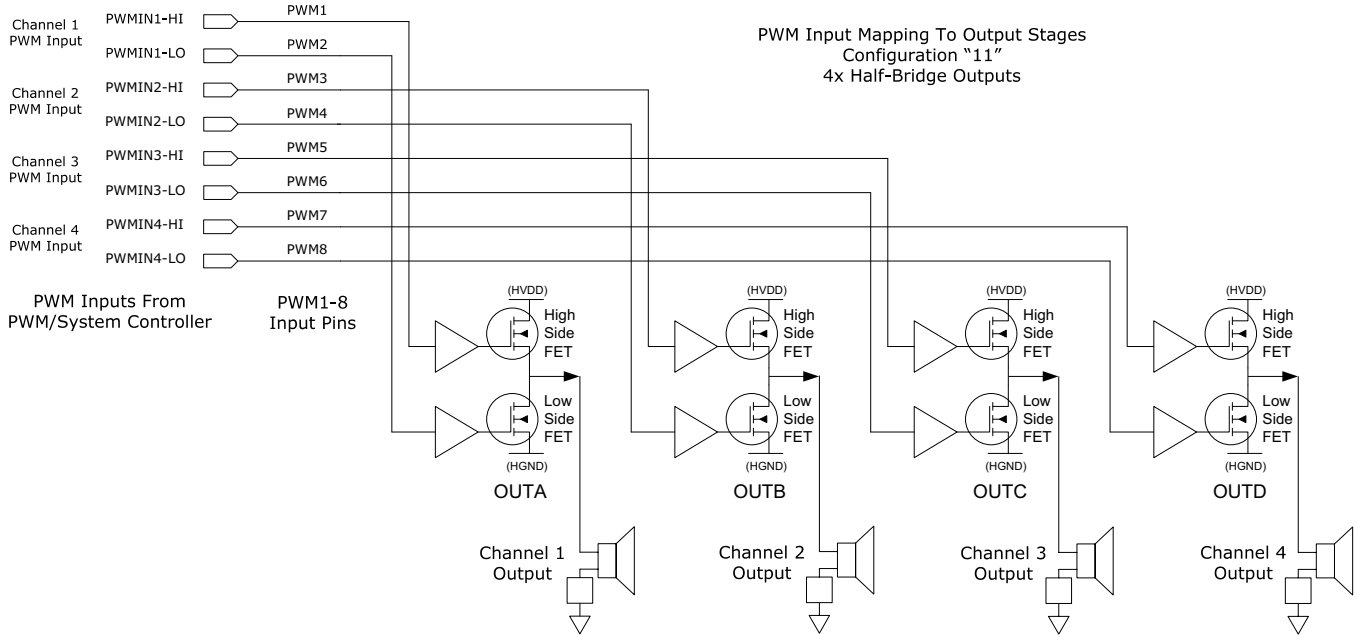 PWM Input Mapping To Output Stages
Configuration “11”
4x Half-Bridge Outputs
Channel 1
PWM Input
PWMIN1-HI
PWM1
PWMIN1-LO
PWM2
Channel 2
PWM Input
PWMIN2-HI
PWM3
PWMIN2-LO
PWM4
Channel 3
PWM Input
PWMIN3-HI
PWM5
PWMIN3-LO
PWM6
Channel 4
PWM Input
PWMIN4-HI
PWM7
PWMIN4-LO
PWM8
PWM Inputs From
PWM/System Controller
PWM1-8
Input Pins
(HVDD)
High
Side
FET
Low
Side
FET
(HGND)
OUTA
Channel 1
Output
(HVDD)
High
Side
FET
Low
Side
FET
(HGND)
OUTB
Channel 2
Output
(HVDD)
High
Side
FET
Low
Side
FET
(HGND)
OUTC
Channel 3
Output
(HVDD)
High
Side
FET
Low
Side
FET
(HGND)
OUTD
Channel 4
Output